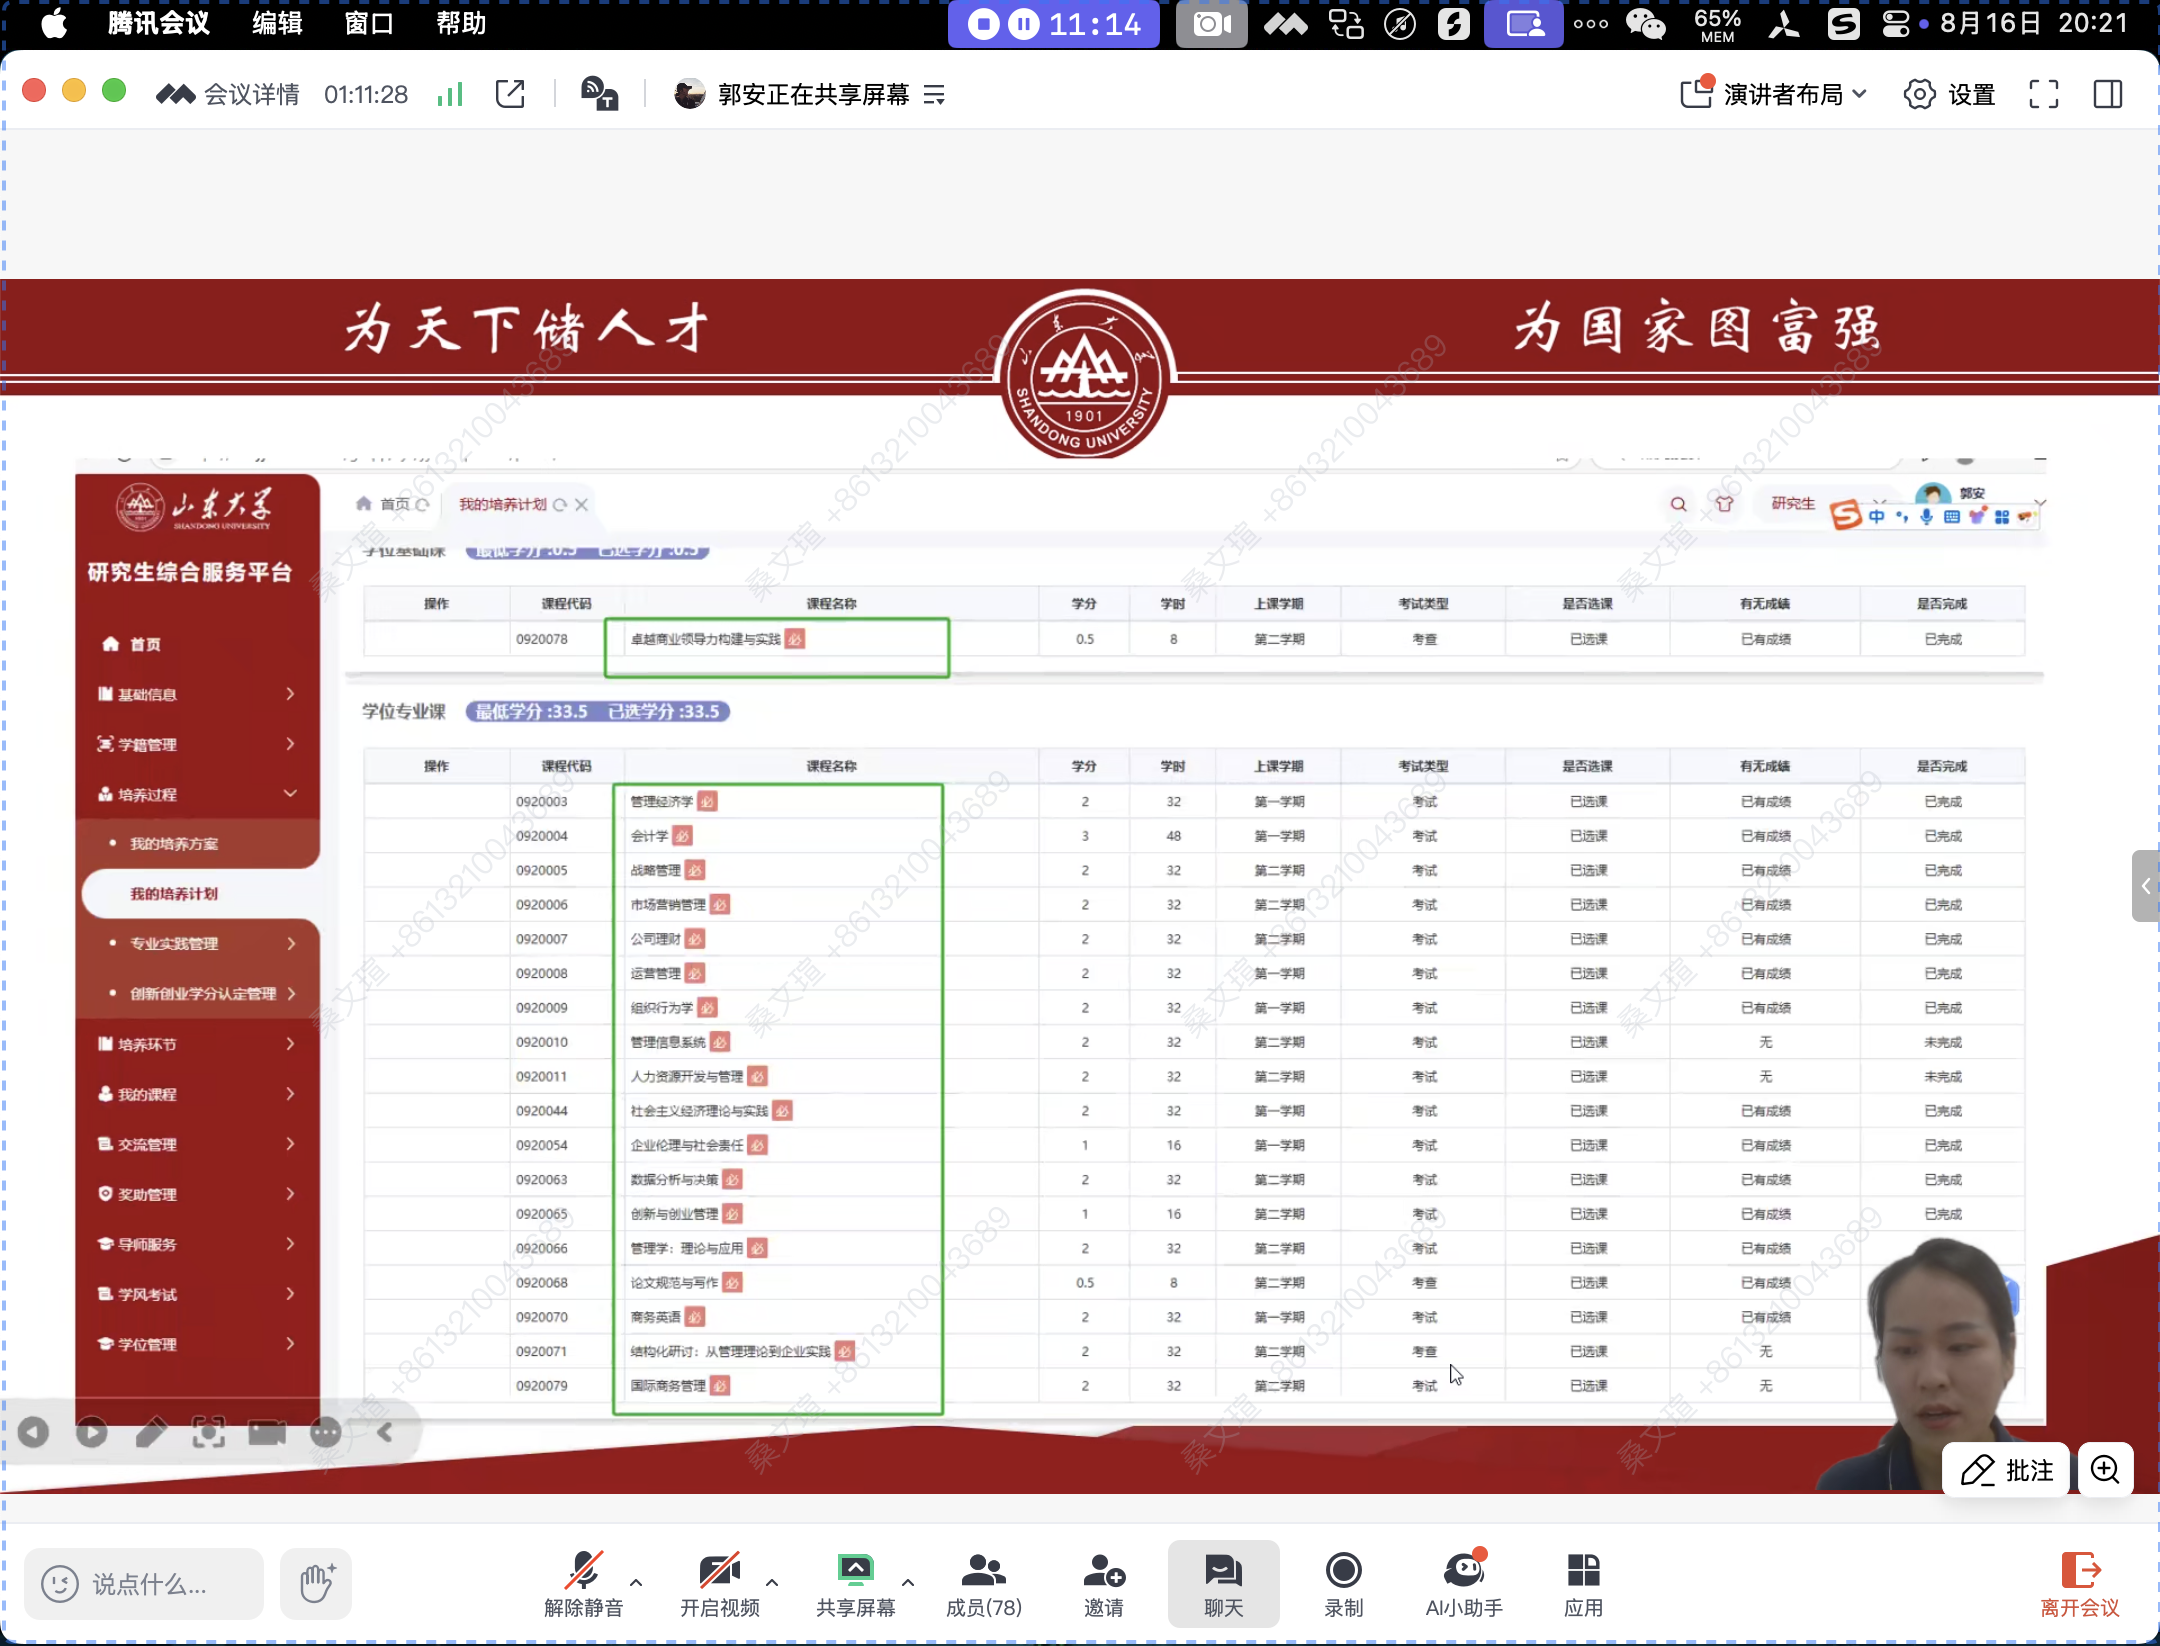 腾讯会议 编辑 窗口 帮助 11:14 65% MEM 8月16日 20:21
会议详情 01:11:28 郭安正在共享屏幕 演讲者布局 设置
为天下储人才 为国家图富强
1901
SHANDONG UNIVERSITY
山东大学
SHANDONG UNIVERSITY
研究生综合服务平台
首页
基础信息
学籍管理
培养过程
我的培养方案
我的培养计划
专业实践管理
创新创业学分认定管理
培养环节
我的课程
交流管理
奖助管理
导师服务
学风考试
学位管理
首页 我的培养计划 研究生 郭安
中
学位基础课 最低学分:0.5 已选学分:0.5
操作 课程代码 课程名称 学分 学时 上课学期 考试类型 是否选课 有无成绩 是否完成
0920078 卓越商业领导力构建与实践 必 0.5 8 第二学期 考查 已选课 已有成绩 已完成
学位专业课 最低学分:33.5 已选学分:33.5
操作 课程代码 课程名称 学分 学时 上课学期 考试类型 是否选课 有无成绩 是否完成
0920003 管理经济学 必 2 32 第一学期 考试 已选课 已有成绩 已完成
0920004 会计学 必 3 48 第一学期 考试 已选课 已有成绩 已完成
0920005 战略管理 必 2 32 第二学期 考试 已选课 已有成绩 已完成
0920006 市场营销管理 必 2 32 第二学期 考试 已选课 已有成绩 已完成
0920007 公司理财 必 2 32 第二学期 考试 已选课 已有成绩 已完成
0920008 运营管理 必 2 32 第一学期 考试 已选课 已有成绩 已完成
0920009 组织行为学 必 2 32 第一学期 考试 已选课 已有成绩 已完成
0920010 管理信息系统 必 2 32 第二学期 考试 已选课 无 未完成
0920011 人力资源开发与管理 必 2 32 第二学期 考试 已选课 无 未完成
0920044 社会主义经济理论与实践 必 2 32 第一学期 考试 已选课 已有成绩 已完成
0920054 企业伦理与社会责任 必 1 16 第一学期 考试 已选课 已有成绩 已完成
0920063 数据分析与决策 必 2 32 第二学期 考试 已选课 已有成绩 已完成
0920065 创新与创业管理 必 1 16 第二学期 考试 已选课 已有成绩 已完成
0920066 管理学：理论与应用 必 2 32 第二学期 考试 已选课 已有成绩
0920068 论文规范与写作 必 0.5 8 第二学期 考查 已选课 已有成绩
0920070 商务英语 必 2 32 第一学期 考试 已选课 已有成绩
0920071 结构化研讨：从管理理论到企业实践 必 2 32 第二学期 考查 已选课 无
0920079 国际商务管理 必 2 32 第二学期 考试 已选课 无
桑文瑄 +8613210043689
批注
说点什么...
解除静音 开启视频 共享屏幕 成员(78) 邀请 聊天 录制 AI小助手 应用 离开会议